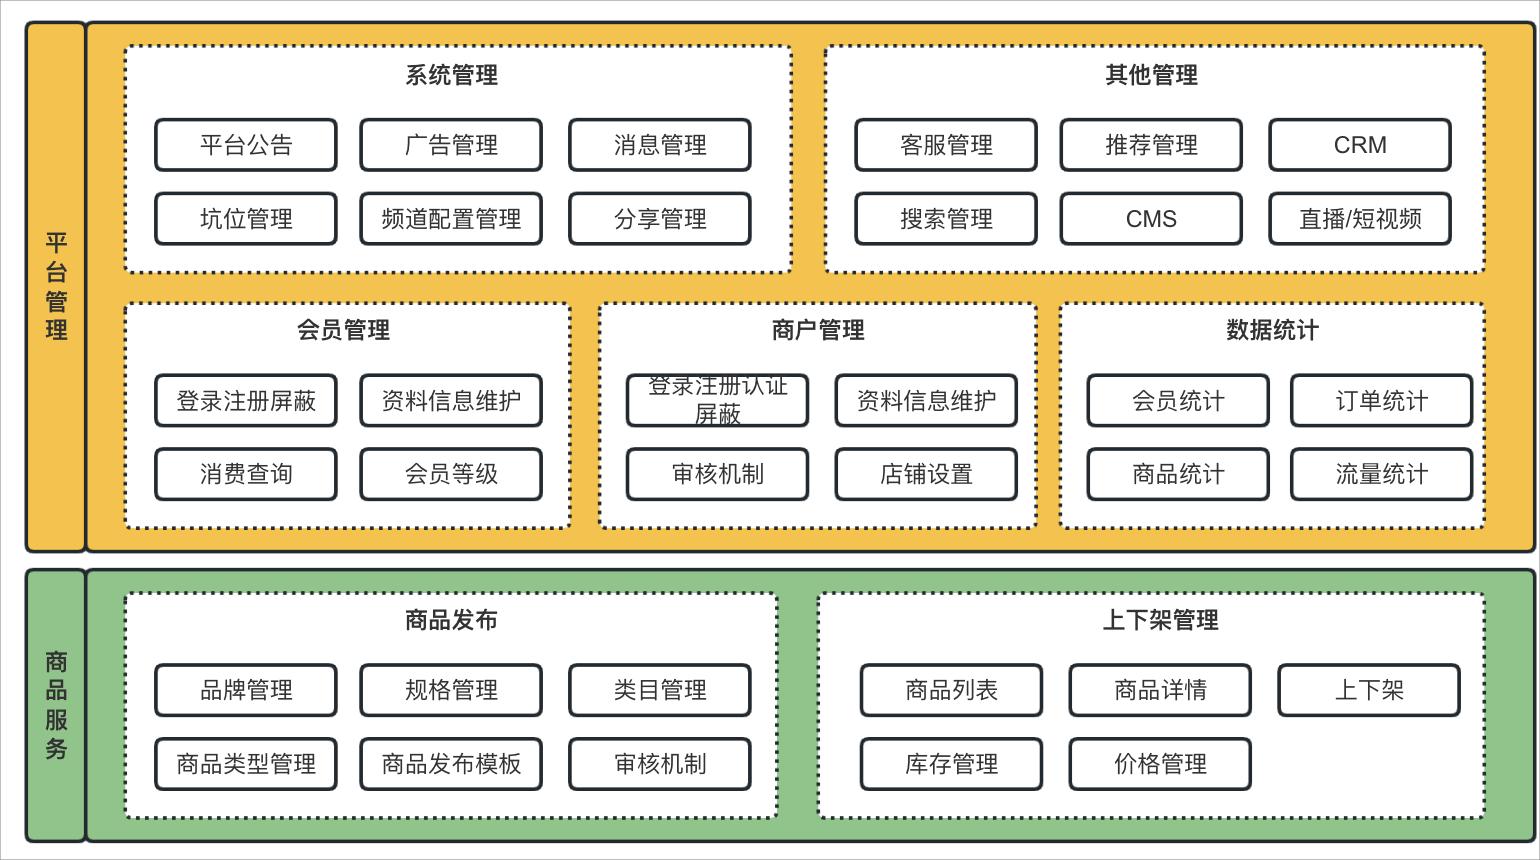 平台管理
系统管理
平台公告
广告管理
消息管理
坑位管理
频道配置管理
分享管理
其他管理
客服管理
推荐管理
CRM
搜索管理
CMS
直播/短视频
会员管理
登录注册屏蔽
资料信息维护
消费查询
会员等级
商户管理
登录注册认证
屏蔽
资料信息维护
审核机制
店铺设置
数据统计
会员统计
订单统计
商品统计
流量统计
商品服务
商品发布
品牌管理
规格管理
类目管理
商品类型管理
商品发布模板
审核机制
上下架管理
商品列表
商品详情
上下架
库存管理
价格管理